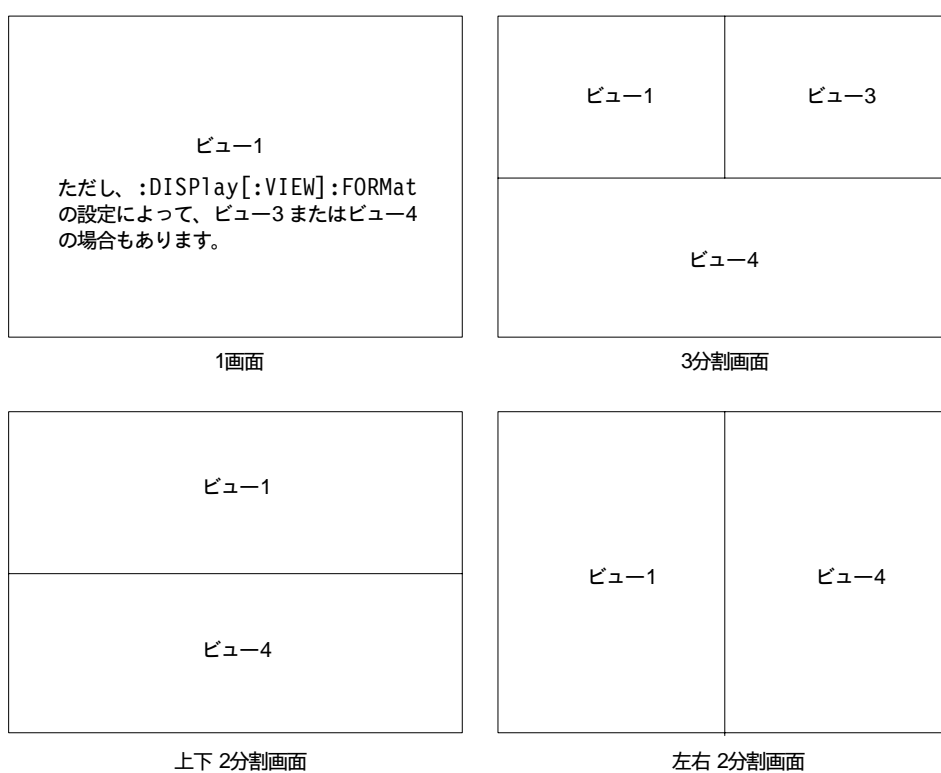 ビュー1
ただし、:DISPlay[:VIEW]:FORMat
の設定によって、ビュー3 またはビュー4
の場合もあります。
1画面
ビュー1
ビュー3
ビュー4
3分割画面
ビュー1
ビュー4
上下 2分割画面
ビュー1
ビュー4
左右 2分割画面